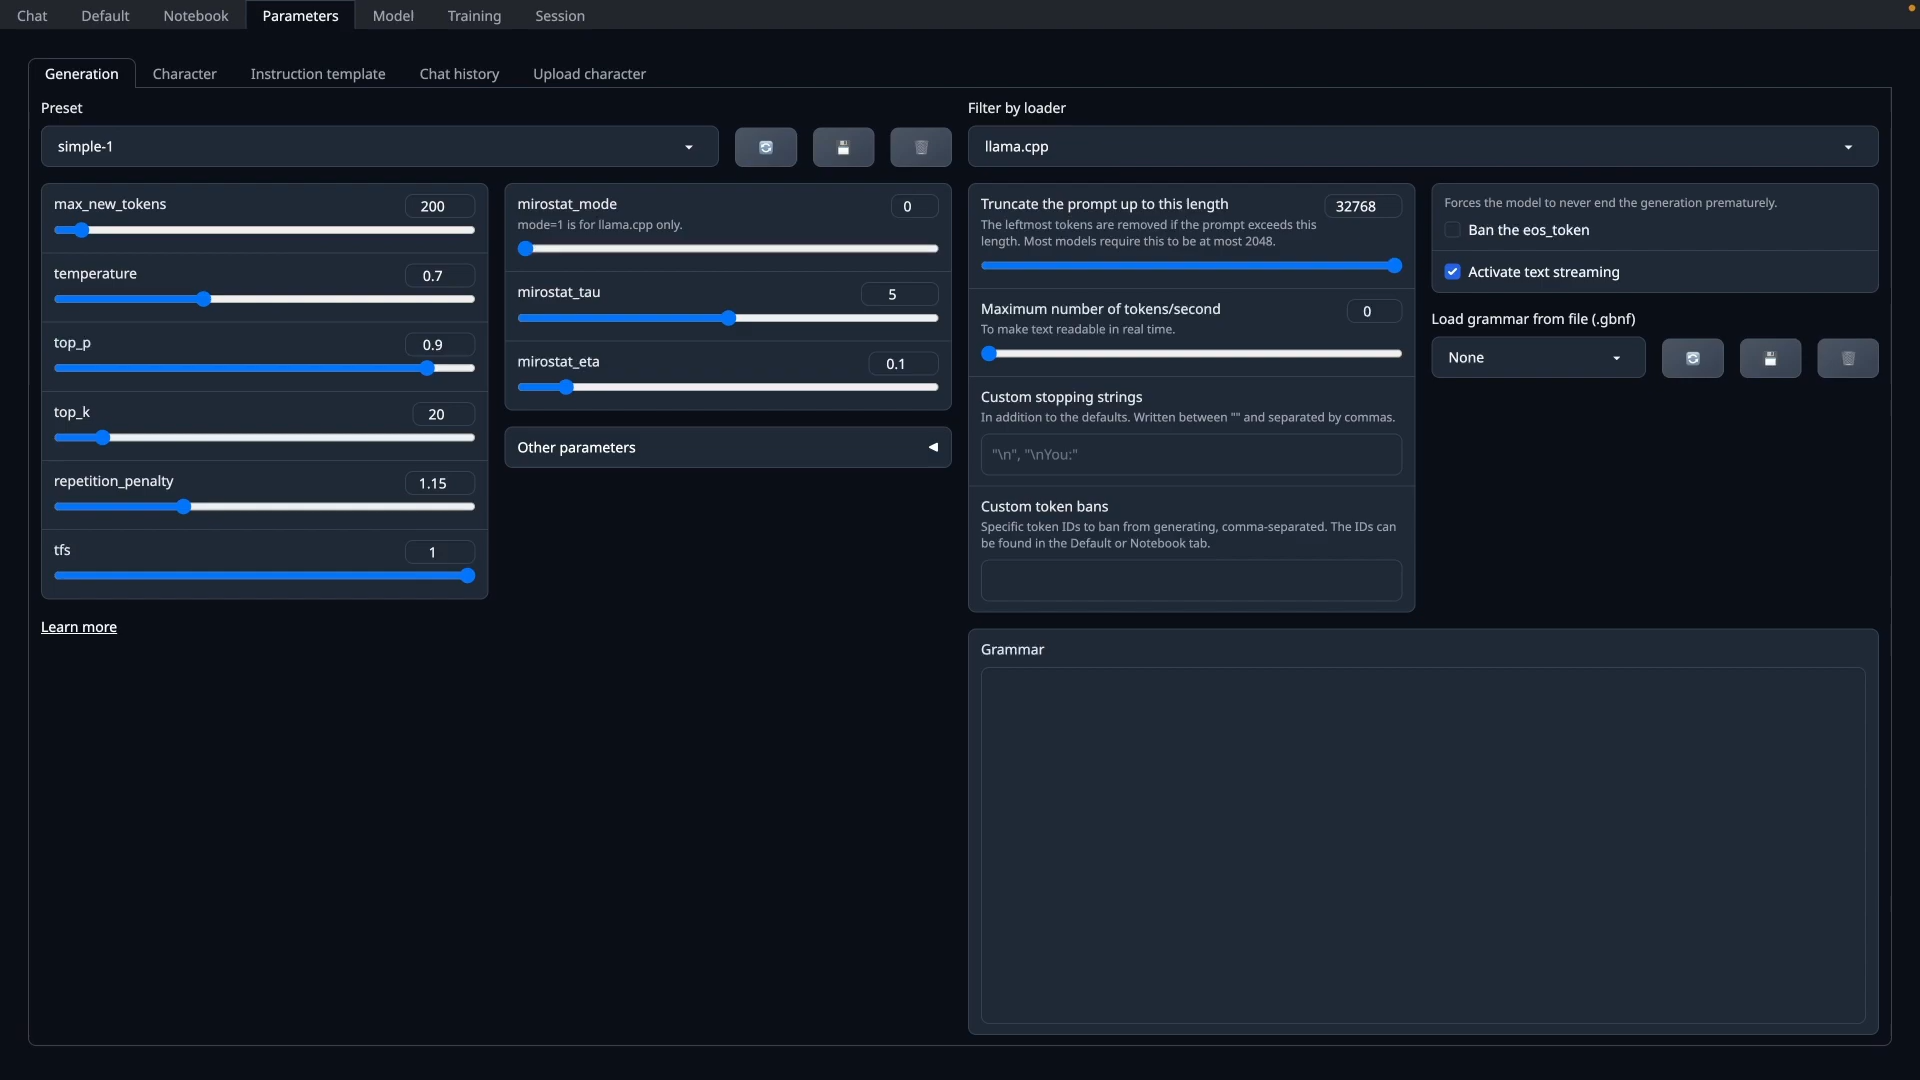 Chat Default Notebook Parameters Model Training Session
Generation Character Instruction template Chat history Upload character
Preset
simple-1
max_new_tokens 200
temperature 0.7
top_p 0.9
top_k 20
repetition_penalty 1.15
tfs 1
Learn more
mirostat_mode 0
mode=1 is for llama.cpp only.
mirostat_tau 5
mirostat_eta 0.1
Other parameters
Filter by loader
llama.cpp
Truncate the prompt up to this length 32768
The leftmost tokens are removed if the prompt exceeds this
length. Most models require this to be at most 2048.
Maximum number of tokens/second 0
To make text readable in real time.
Custom stopping strings
In addition to the defaults. Written between "" and separated by commas.
"\n", "\nYou:"
Custom token bans
Specific token IDs to ban from generating, comma-separated. The IDs can
be found in the Default or Notebook tab.
Forces the model to never end the generation prematurely.
Ban the eos_token
Activate text streaming
Load grammar from file (.gbnf)
None
Grammar